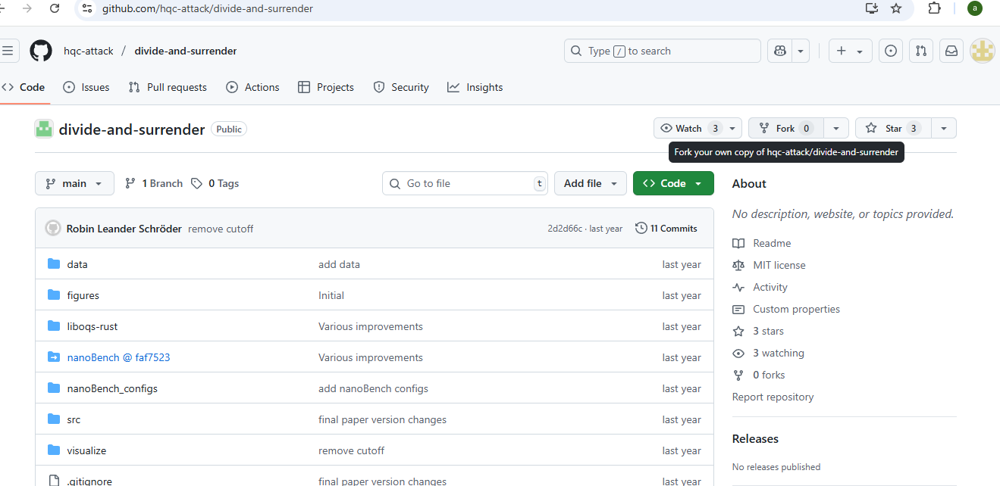 github.com/hqc-attack/divide-and-surrender
a
hqc-attack / divide-and-surrender
Type / to search
Code Issues Pull requests Actions Projects Security Insights
divide-and-surrender Public
Watch 3 Fork 0 Star 3
Fork your own copy of hqc-attack/divide-and-surrender
main 1 Branch 0 Tags
Go to file t Add file Code
Robin Leander Schröder remove cutoff 2d2d66c · last year 11 Commits
data add data last year
figures Initial last year
liboqs-rust Various improvements last year
nanoBench @ faf7523 Various improvements last year
nanoBench_configs add nanoBench configs last year
src final paper version changes last year
visualize remove cutoff last year
.gitignore final paper version changes last year
About
No description, website, or topics provided.
Readme
MIT license
Activity
Custom properties
3 stars
3 watching
0 forks
Report repository
Releases
No releases published